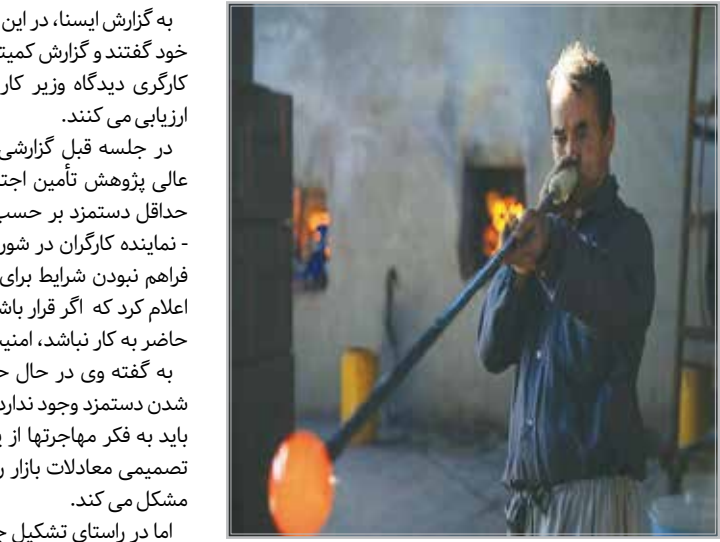 به گزارش ایسنا، در این
خود گفتند و گزارش کمیت
کارگری دیدگاه وزیر کار
ارزیابی می کنند.
در جلسه قبل گزارشی
عالی پژوهش تأمین اجت
حداقل دستمزد بر حسب
- نماینده کارگران در شور
فراهم نبودن شرایط برای
اعلام کرد که اگر قرار باش
حاضر به کار نباشد، امنی
به گفته وی در حال ح
شدن دستمزد وجود ندارد
باید به فکر مهاجرتها از
تصمیمی معادلات بازار ر
مشکل می کند.
اما در راستای تشکیل ج